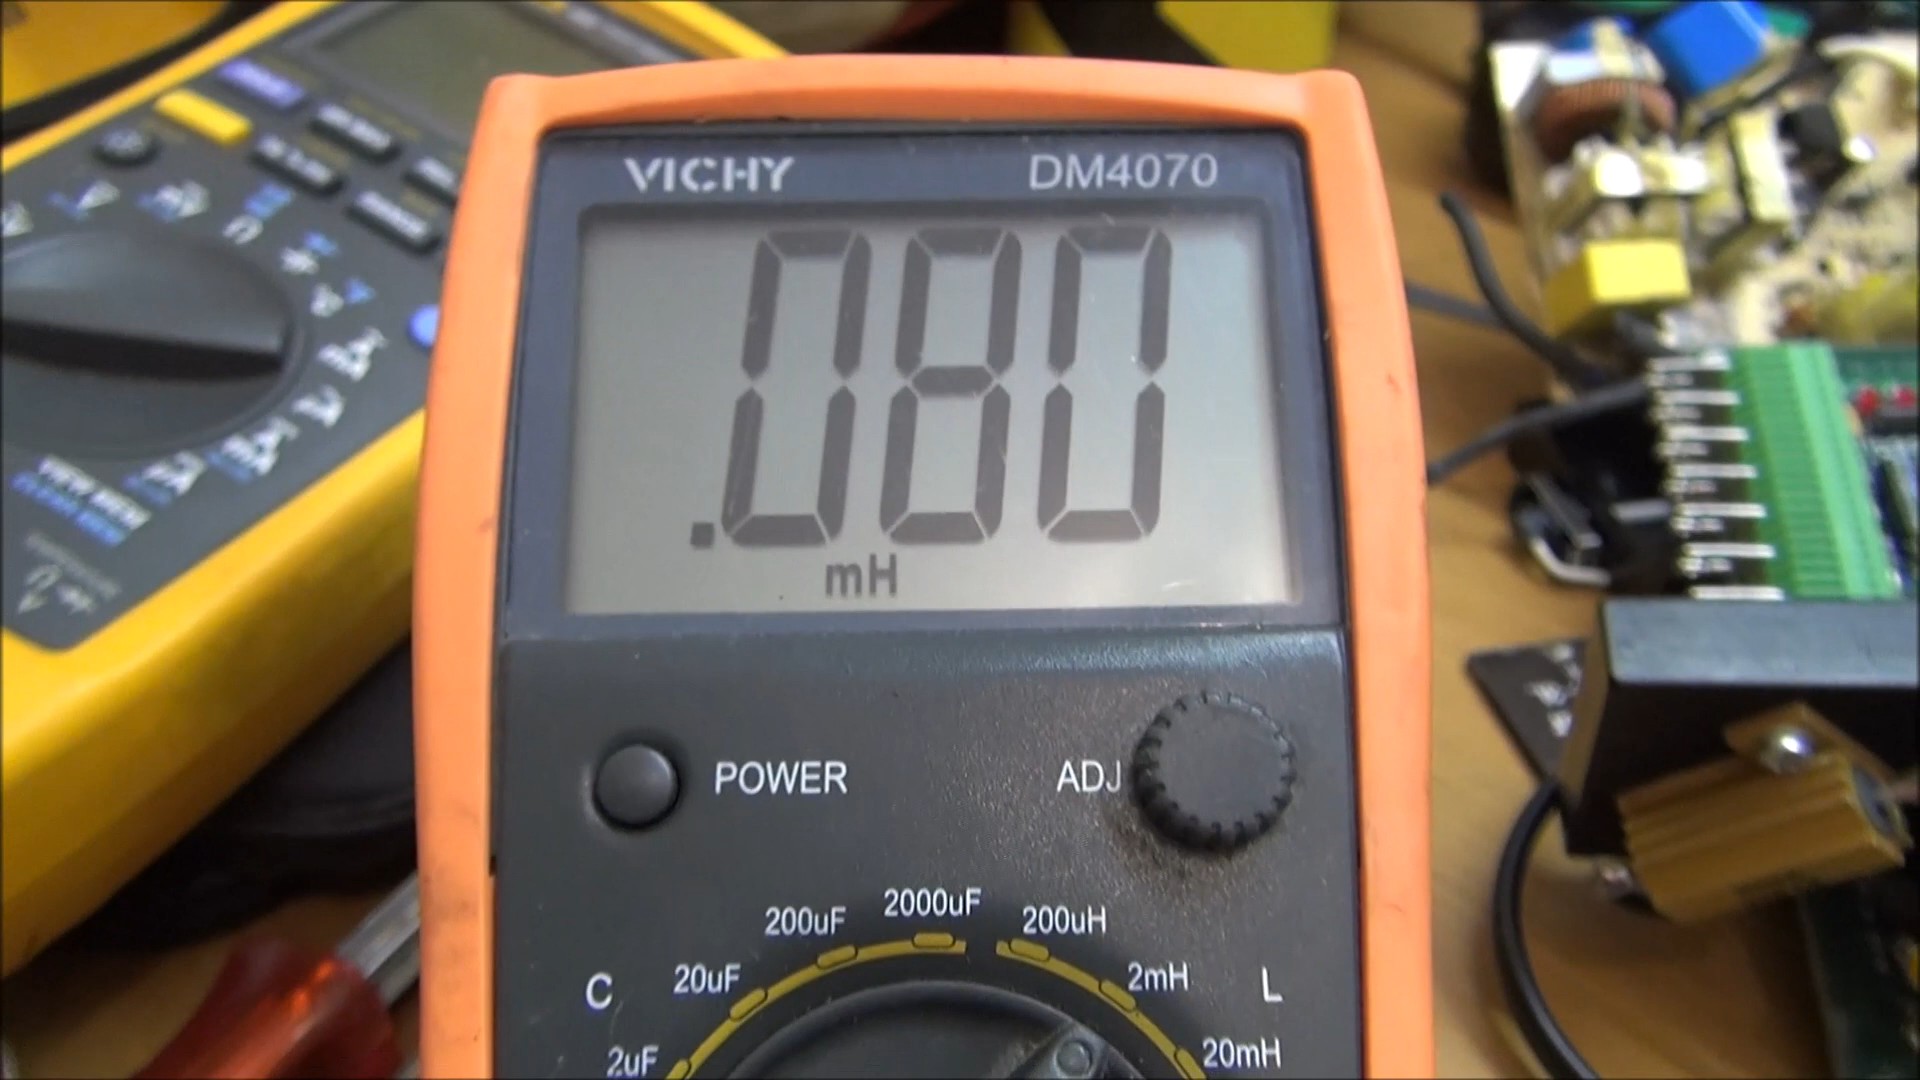 VICHY DM4070
.080
mH
POWER ADJ
200uF 2000uF 200uH
C 20uF 2mH L
2uF 20mH